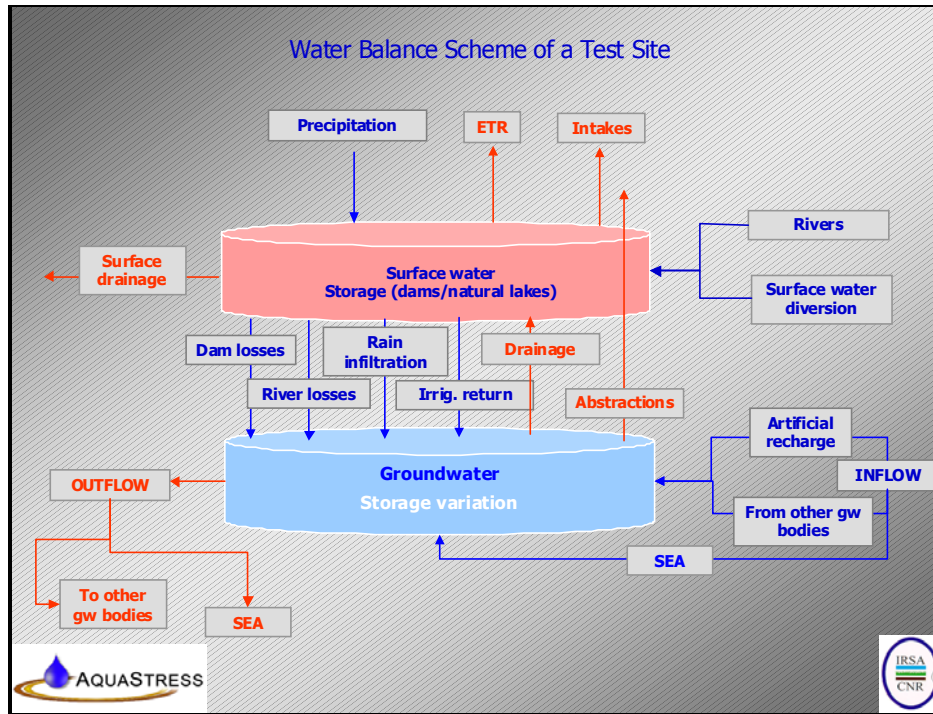 Water Balance Scheme of a Test Site
Precipitation
ETR
Intakes
Surface
drainage
Surface water
Storage (dams/natural lakes)
Rivers
Surface water
diversion
Dam losses
River losses
Rain
infiltration
Irrig. return
Drainage
Abstractions
Groundwater
Storage variation
Artificial
recharge
INFLOW
From other gw
bodies
SEA
OUTFLOW
To other
gw bodies
SEA
AQUASTRESS
IRSA
CNR